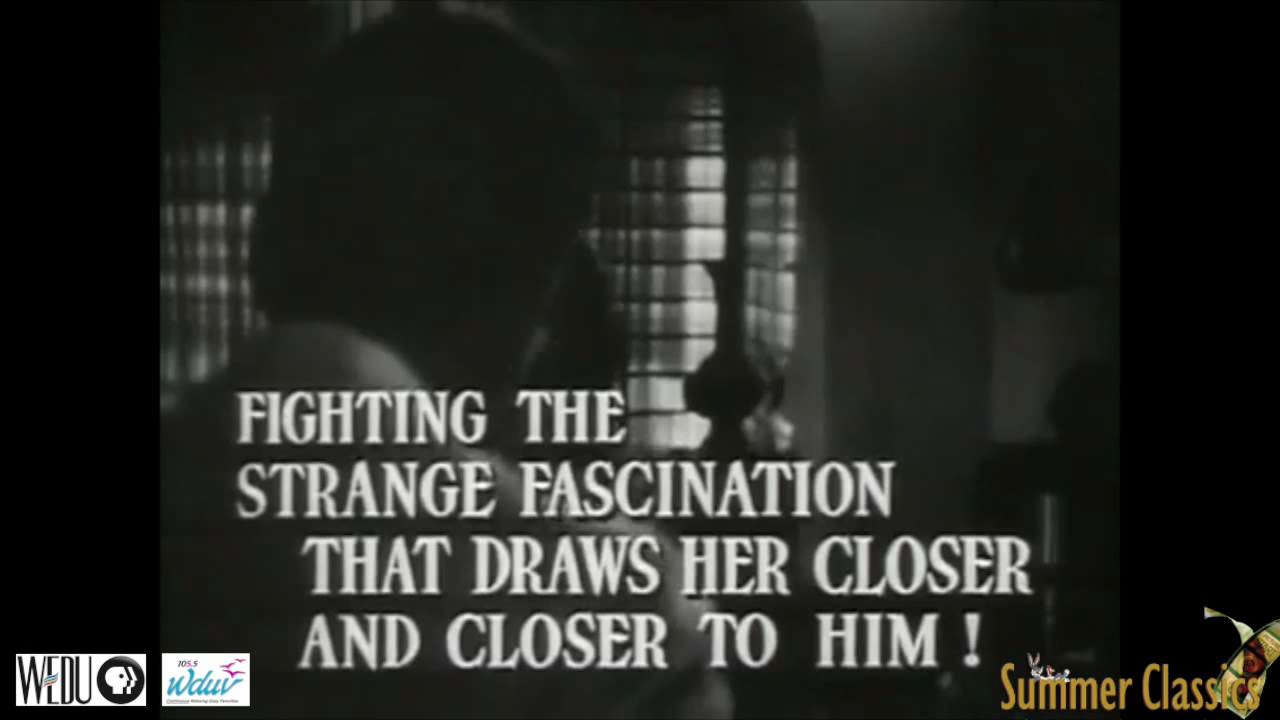 FIGHTING THE
STRANGE FASCINATION
THAT DRAWS HER CLOSER
AND CLOSER TO HIM !
WEDU
105.5
Wduv
Summer Classics